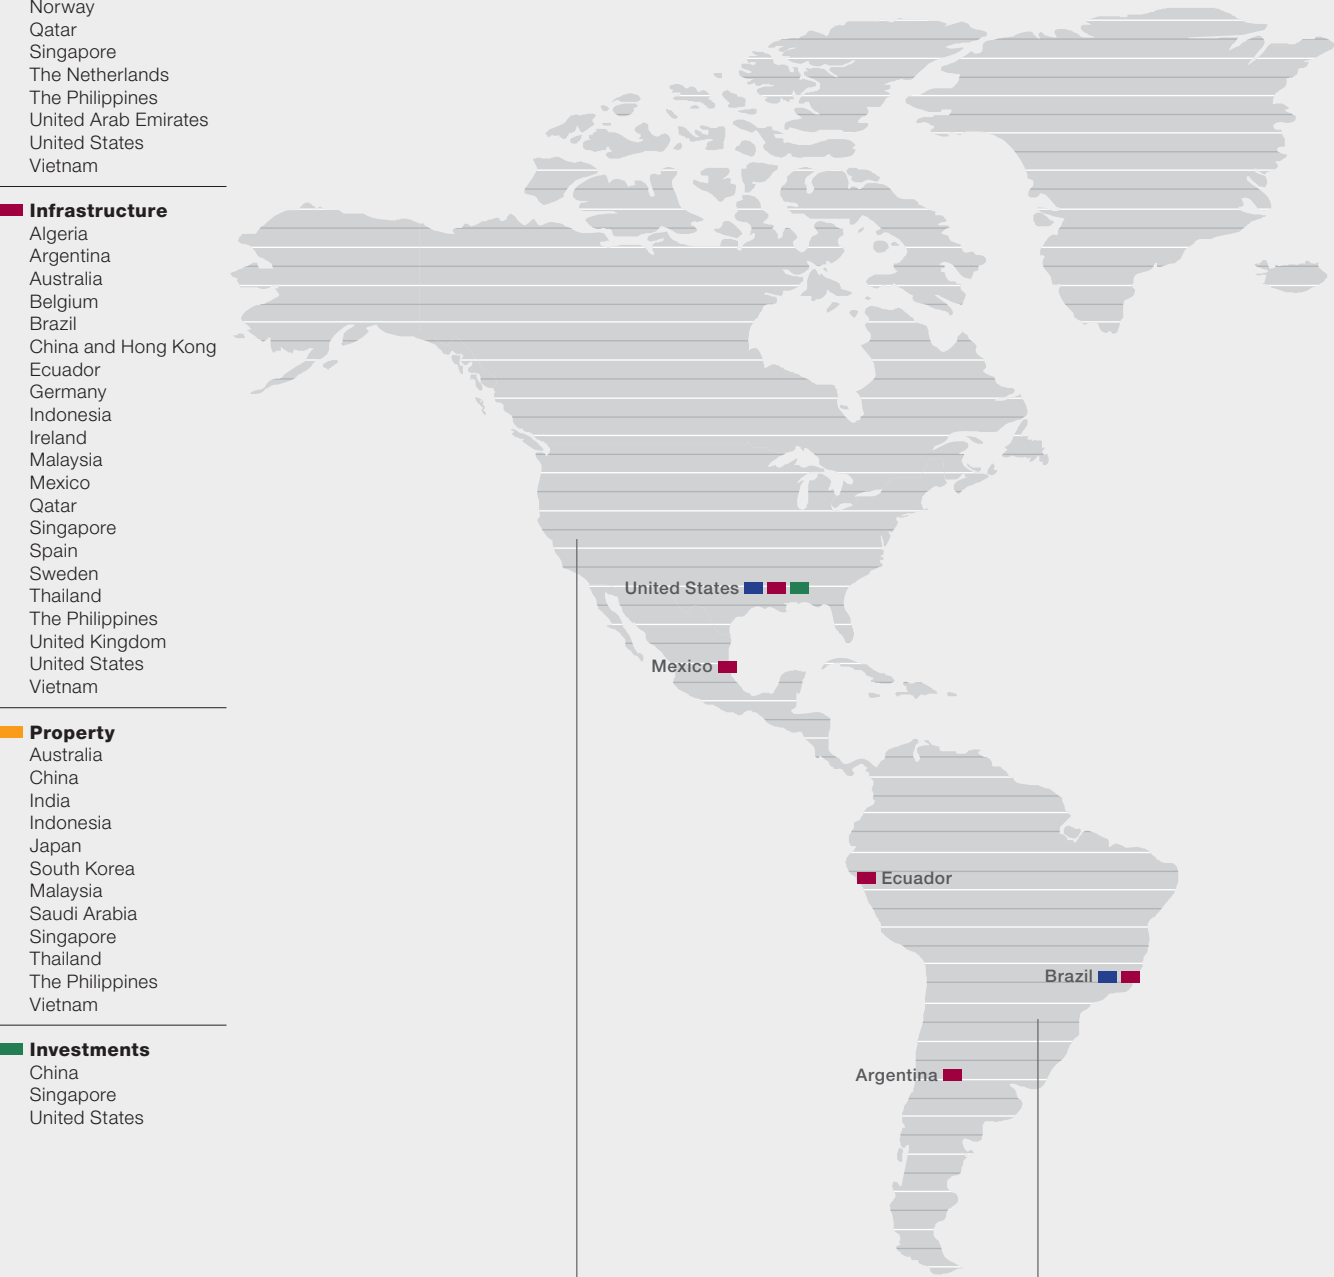 Norway
Qatar
Singapore
The Netherlands
The Philippines
United Arab Emirates
United States
Vietnam
Infrastructure
Algeria
Argentina
Australia
Belgium
Brazil
China and Hong Kong
Ecuador
Germany
Indonesia
Ireland
Malaysia
Mexico
Qatar
Singapore
Spain
Sweden
Thailand
The Philippines
United Kingdom
United States
Vietnam
Property
Australia
China
India
Indonesia
Japan
South Korea
Malaysia
Saudi Arabia
Singapore
Thailand
The Philippines
Vietnam
Investments
China
Singapore
United States
United States
Mexico
Ecuador
Brazil
Argentina